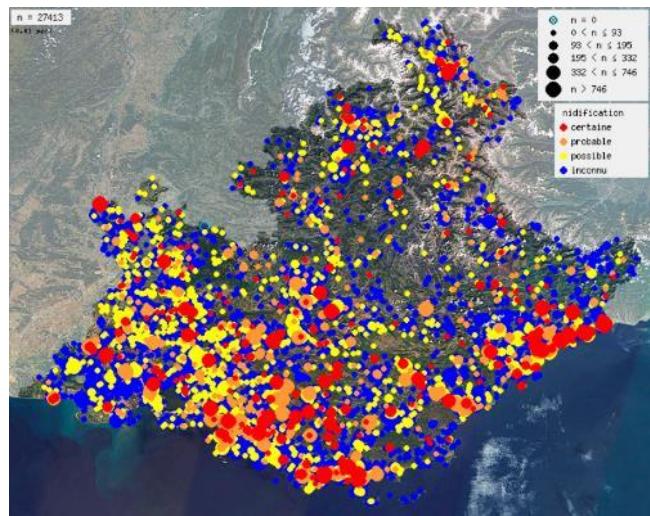 n = 27413
n = 0
0 < n ≤ 93
93 < n ≤ 195
195 < n ≤ 332
332 < n ≤ 746
n > 746
nidification
certaine
probable
possible
inconnu